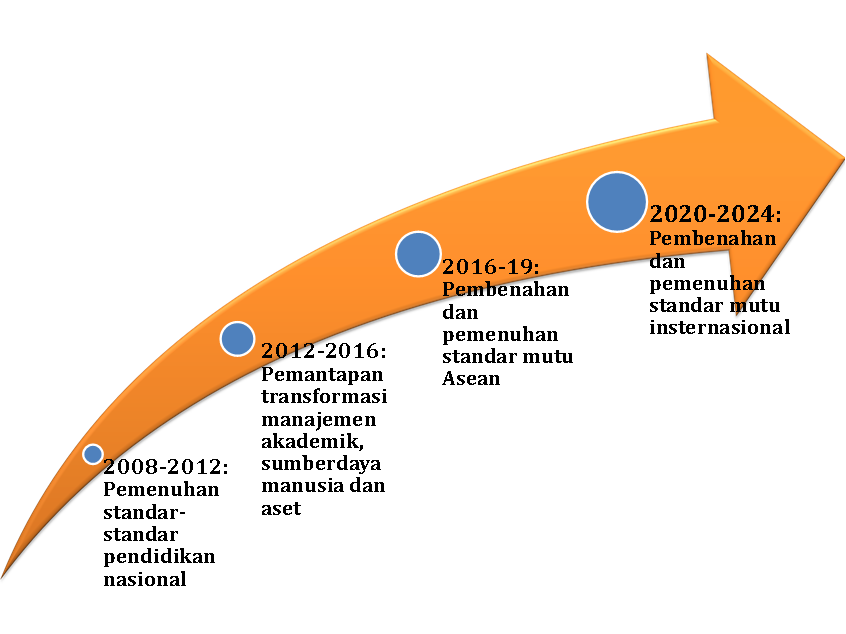 2008-2012:
Pemenuhan
standar-
standar
pendidikan
nasional
2012-2016:
Pemantapan
transformasi
manajemen
akademik,
sumberdaya
manusia dan
aset
2016-19:
Pembenahan
dan
pemenuhan
standar mutu
Asean
2020-2024:
Pembenahan
dan
pemenuhan
standar mutu
insternasional